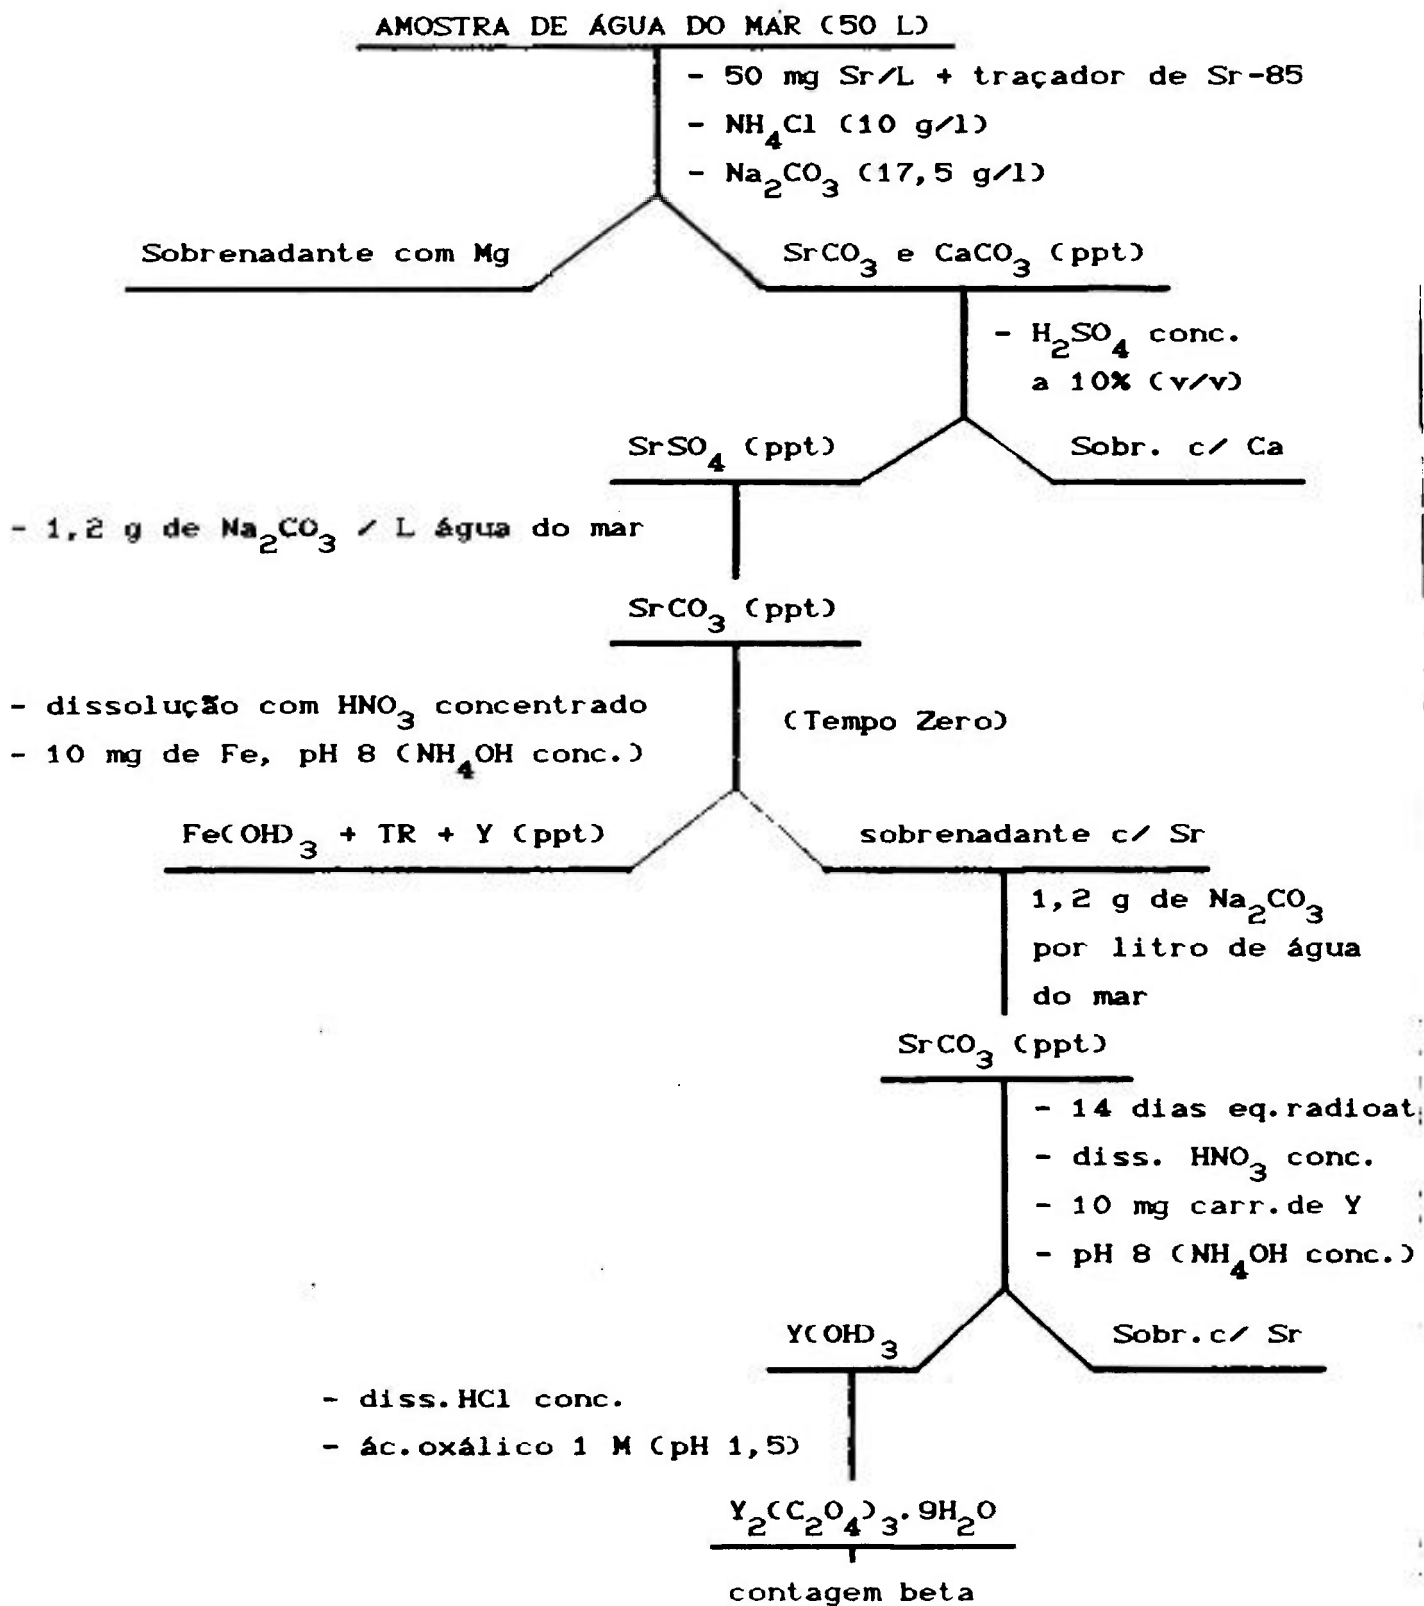 AMOSTRA DE ÁGUA DO MAR (50 L)
- 50 mg Sr/L + traçador de Sr-85
- NH4Cl (10 g/l)
- Na2CO3 (17,5 g/l)
Sobrenadante com Mg
SrCO3 e CaCO3 (ppt)
- H2SO4 conc.
a 10% (v/v)
SrSO4 (ppt)
Sobr. c/ Ca
- 1,2 g de Na2CO3 / L água do mar
SrCO3 (ppt)
- dissolução com HNO3 concentrado
(Tempo Zero)
- 10 mg de Fe, pH 8 (NH4OH conc.)
Fe(OH)3 + TR + Y (ppt)
sobrenadante c/ Sr
1,2 g de Na2CO3
por litro de água
do mar
SrCO3 (ppt)
- 14 dias eq.radioat
- diss. HNO3 conc.
- 10 mg carr.de Y
- pH 8 (NH4OH conc.)
Y(OH)3
Sobr.c/ Sr
- diss.HCl conc.
- ác.oxálico 1 M (pH 1,5)
Y2(C2O4)3.9H2O
contagem beta